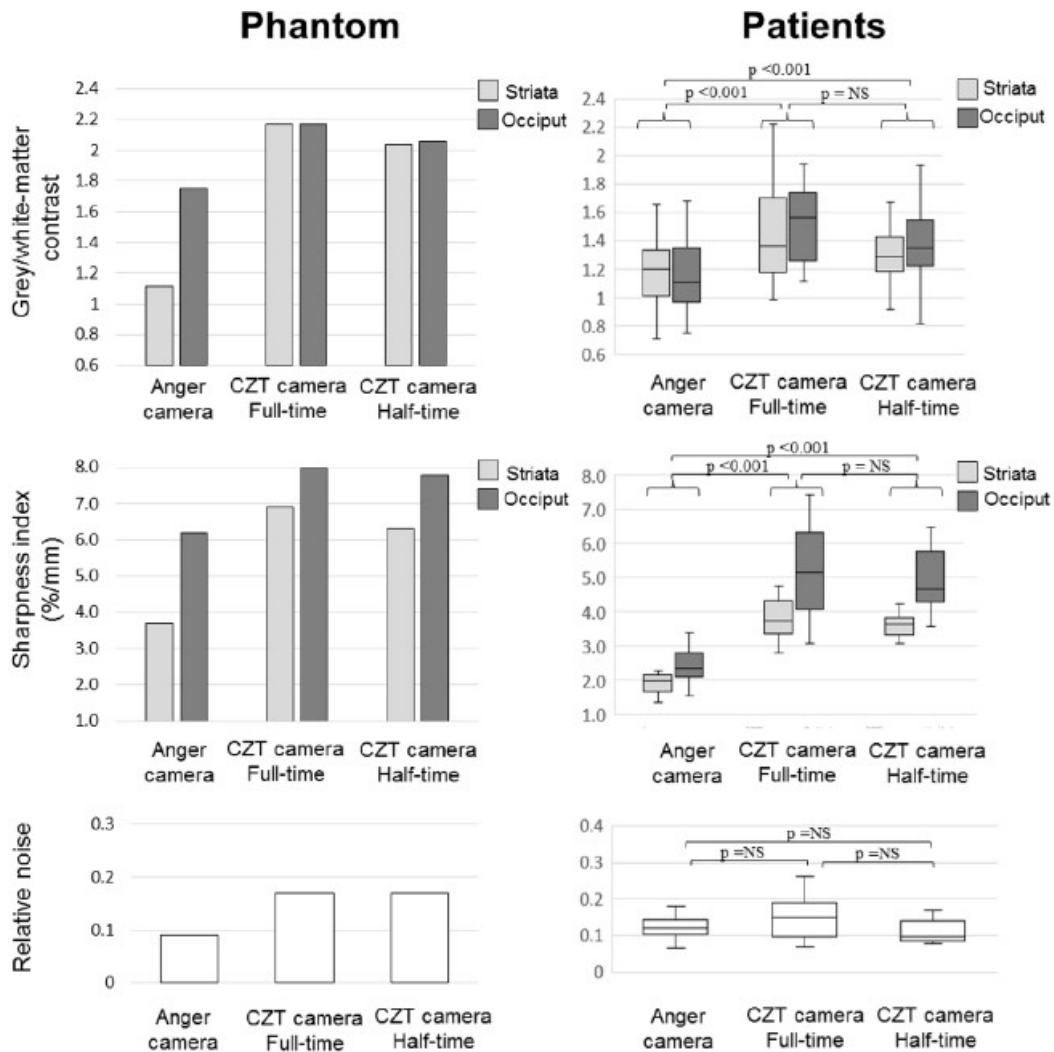 Phantom
Patients
Grey/white-matter
contrast
2.4
2.2
2
1.8
1.6
1.4
1.2
1
0.8
0.6
Striata
Occiput
Anger
camera
CZT camera
Full-time
CZT camera
Half-time
p <0.001
p <0.001
p = NS
2.4
2.2
2
1.8
1.6
1.4
1.2
1
0.8
0.6
Striata
Occiput
Anger
camera
CZT camera
Full-time
CZT camera
Half-time
Sharpness index
(%/mm)
8.0
7.0
6.0
5.0
4.0
3.0
2.0
1.0
Striata
Occiput
Anger
camera
CZT camera
Full-time
CZT camera
Half-time
p <0.001
p <0.001
p = NS
8.0
7.0
6.0
5.0
4.0
3.0
2.0
1.0
Striata
Occiput
Anger
camera
CZT camera
Full-time
CZT camera
Half-time
Relative noise
0.3
0.2
0.1
0
Anger
camera
CZT camera
Full-time
CZT camera
Half-time
p =NS
p =NS
p =NS
0.4
0.3
0.2
0.1
0
Anger
camera
CZT camera
Full-time
CZT camera
Half-time